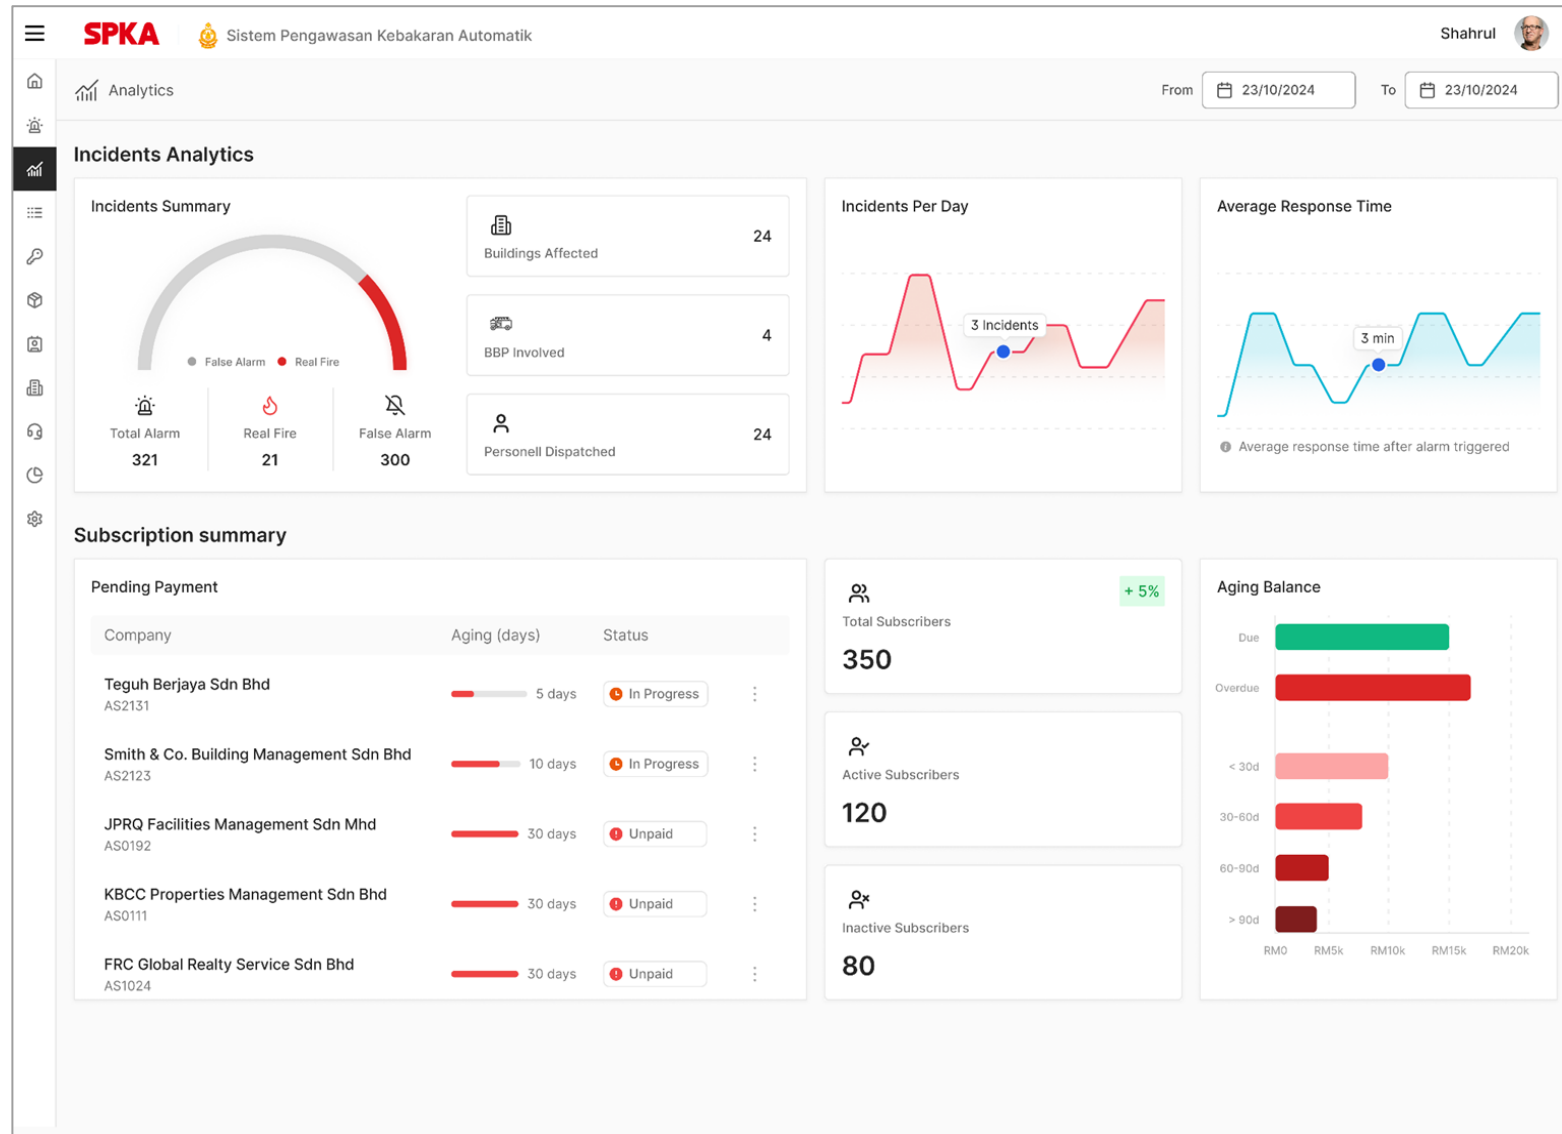 SPKA
Sistem Pengawasan Kebakaran Automatik
Shahrul
Analytics
From
23/10/2024
To
23/10/2024
Incidents Analytics
Incidents Summary
False Alarm
Real Fire
Total Alarm
321
Real Fire
21
False Alarm
300
Buildings Affected
24
BBP Involved
4
Personell Dispatched
24
Incidents Per Day
3 Incidents
Average Response Time
3 min
Average response time after alarm triggered
Subscription summary
Pending Payment
Company Aging (days) Status
Teguh Berjaya Sdn Bhd
AS2131
5 days
In Progress
Smith & Co. Building Management Sdn Bhd
AS2123
10 days
In Progress
JPRQ Facilities Management Sdn Mhd
AS0192
30 days
Unpaid
KBCC Properties Management Sdn Bhd
AS0111
30 days
Unpaid
FRC Global Realty Service Sdn Bhd
AS1024
30 days
Unpaid
Total Subscribers
+ 5%
350
Active Subscribers
120
Inactive Subscribers
80
Aging Balance
Due
Overdue
< 30d
30-60d
60-90d
> 90d
RM0 RM5k RM10k RM15k RM20k